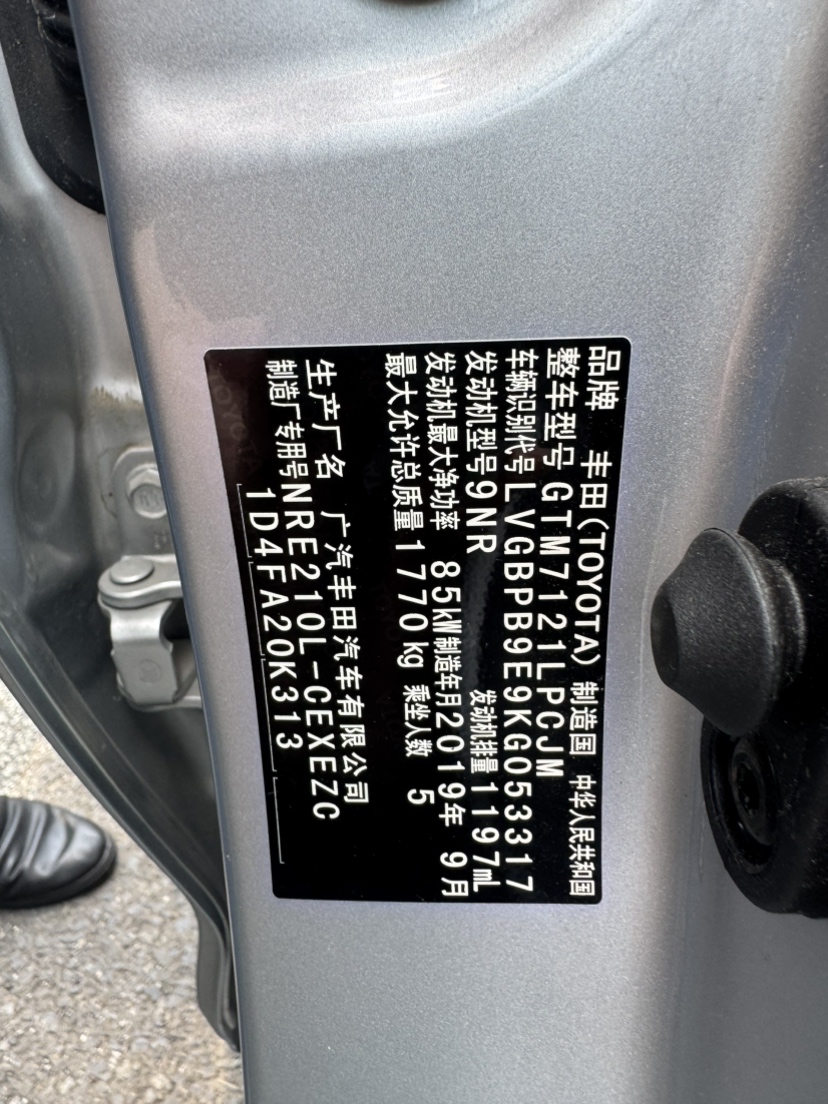 品牌 丰田(TOYOTA) 制造国 中华人民共和国
整车型号 GTM7121LPCJM
车辆识别代号 LVGBPB9E9KG053317
发动机型号 9NR 发动机排量 1197mL
发动机最大净功率 85kW 制造年月 2019年 9月
最大允许总质量 1770kg 乘坐人数 5
生产厂名 广汽丰田汽车有限公司
制造厂专用号 NRE210L-CEXEZC
1D4FA20K313